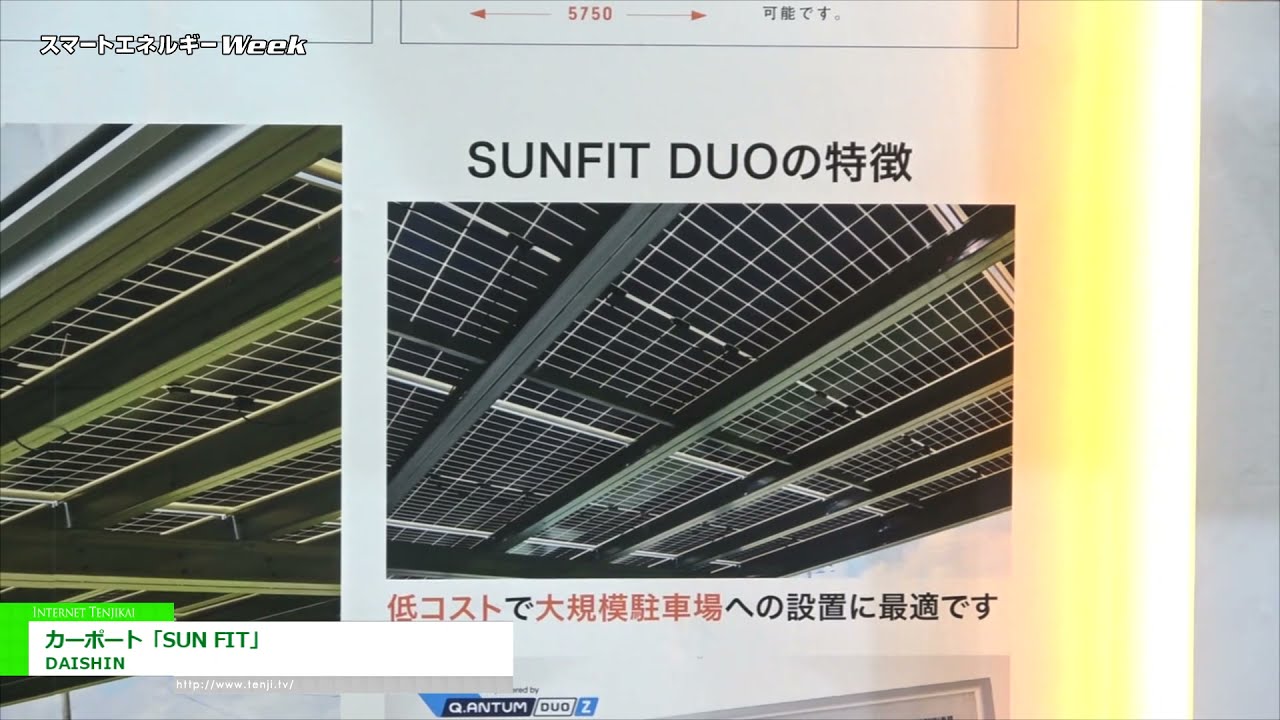 5750
可能です。
スマートエネルギーWeek
SUNFIT DUOの特徴
低コストで大規模駐車場への設置に最適です
INTERNET TENJIKAI
カーポート「SUN FIT」
DAISHIN
http://www.tenji.tv/
by
Q.ANTUM DUO Z